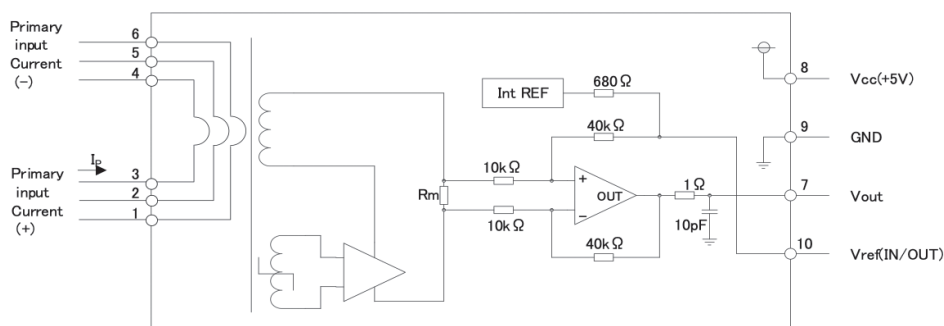 Primary
input
Current
(-)
6
5
4
Ip
Primary
input
Current
(+)
3
2
1
Int REF
680Ω
40kΩ
10kΩ
Rm
10kΩ
+
−
OUT
40kΩ
1Ω
10pF
8
Vcc(+5V)
9
GND
7
Vout
10
Vref(IN/OUT)